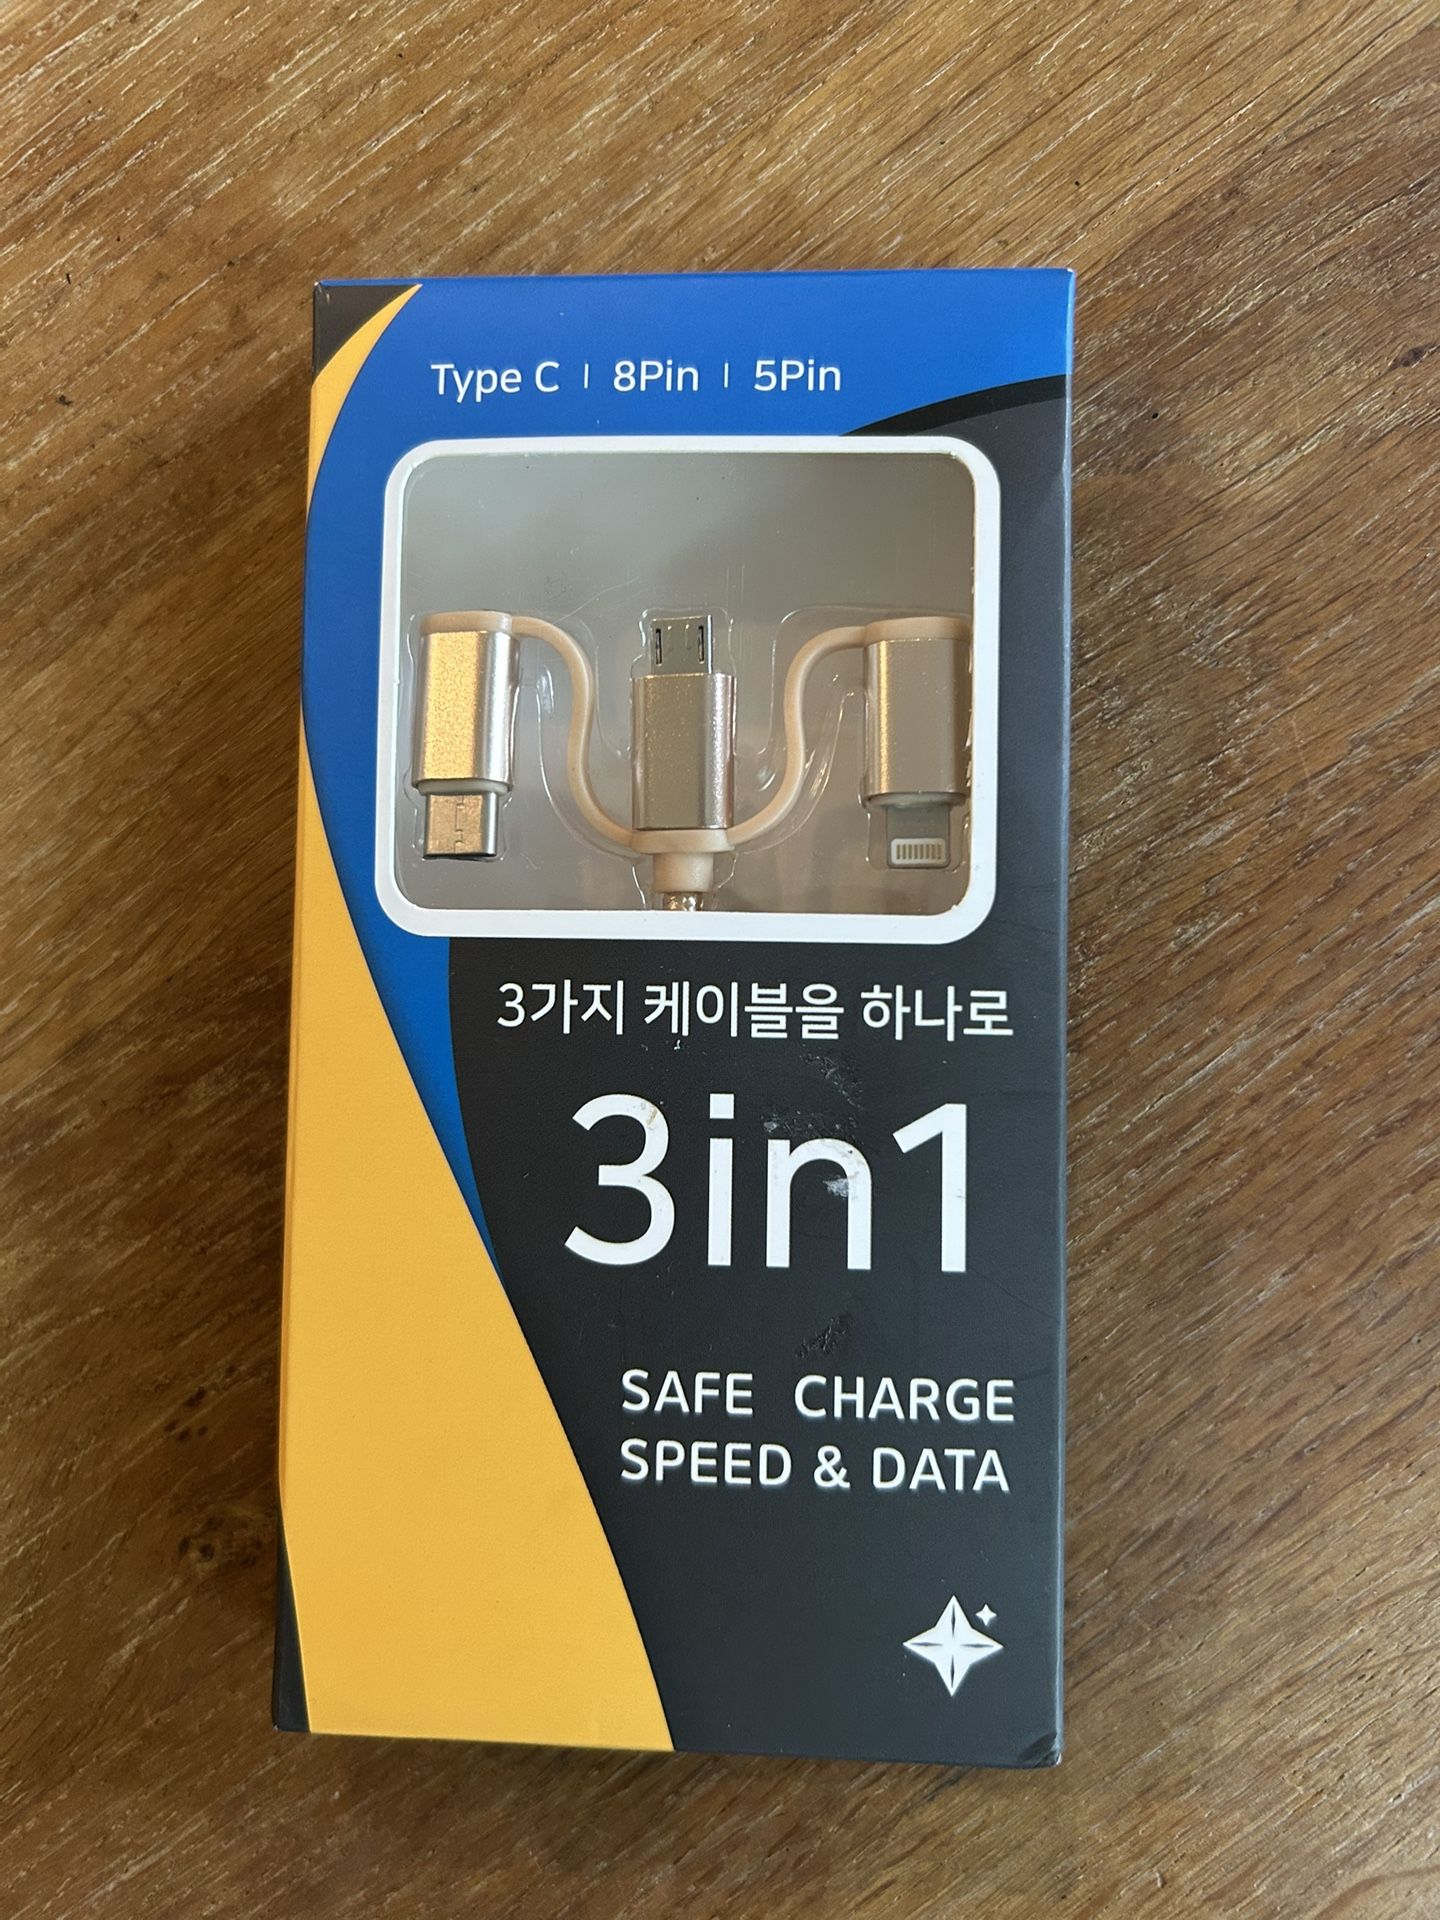 Type C | 8Pin | 5Pin
3가지 케이블을 하나로
3in1
SAFE CHARGE
SPEED & DATA